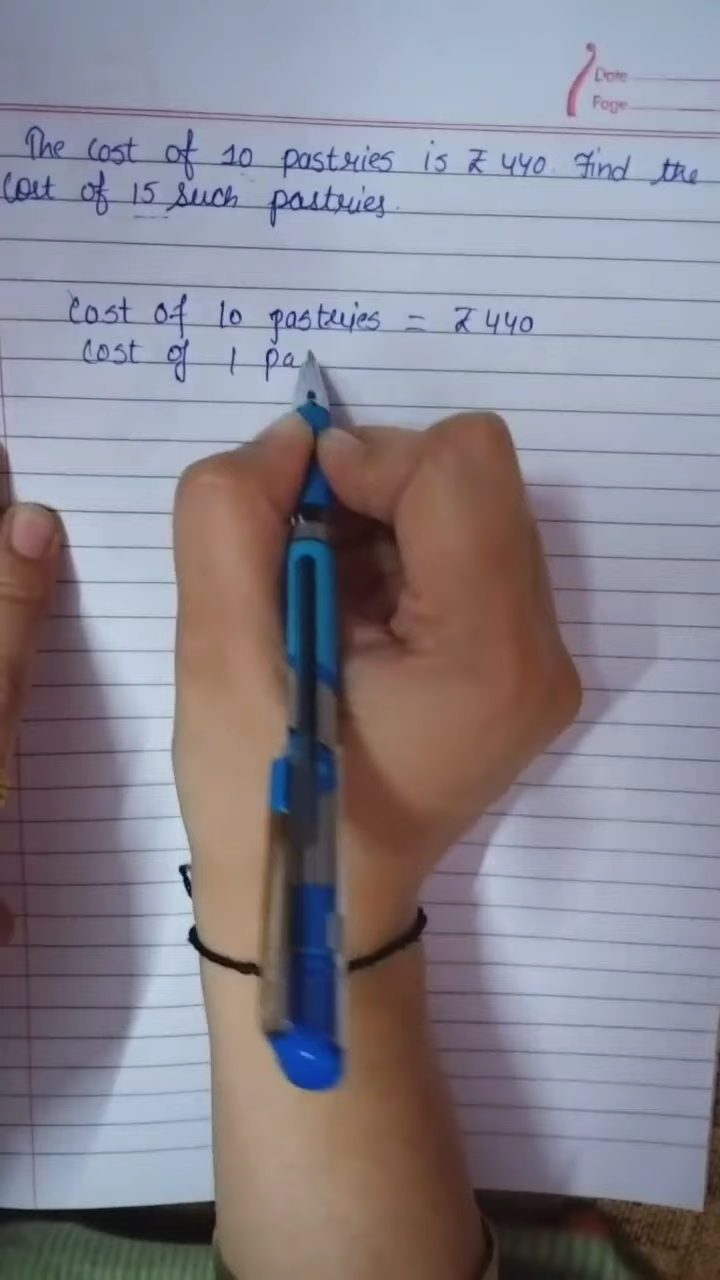 Date
Page
The cost of 10 pastries is ₹ 440. Find the
cost of 15 such pastries.
cost of 10 pastries = ₹ 440
cost of 1 pa